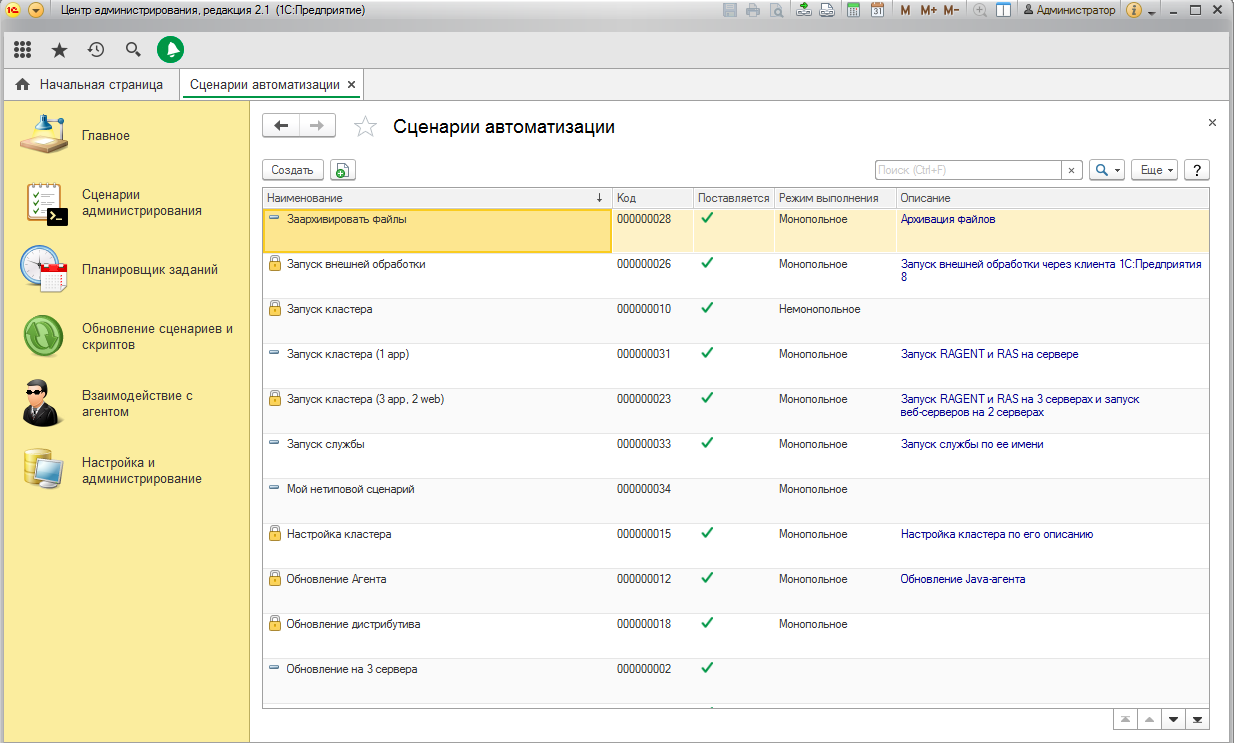 Центр администрирования, редакция 2.1 (1С:Предприятие)
M M+ M- Администратор
Начальная страница
Сценарии автоматизации ×
Главное
Сценарии
администрирования
Планировщик заданий
Обновление сценариев и
скриптов
Взаимодействие с
агентом
Настройка и
администрирование
Сценарии автоматизации
Создать
Поиск (Ctrl+F)
×
Еще
?
Наименование ↓ Код Поставляется Режим выполнения Описание
Заархивировать файлы 000000028 Монопольное Архивация файлов
Запуск внешней обработки 000000026 Монопольное Запуск внешней обработки через клиента 1С:Предприятия
8
Запуск кластера 000000010 Немонопольное
Запуск кластера (1 app) 000000031 Монопольное Запуск RAGENT и RAS на сервере
Запуск кластера (3 app, 2 web) 000000023 Монопольное Запуск RAGENT и RAS на 3 серверах и запуск
веб-серверов на 2 серверах
Запуск службы 000000033 Монопольное Запуск службы по ее имени
Мой нетиповой сценарий 000000034 Монопольное
Настройка кластера 000000015 Монопольное Настройка кластера по его описанию
Обновление Агента 000000012 Монопольное Обновление Java-агента
Обновление дистрибутива 000000018 Монопольное
Обновление на 3 сервера 000000002